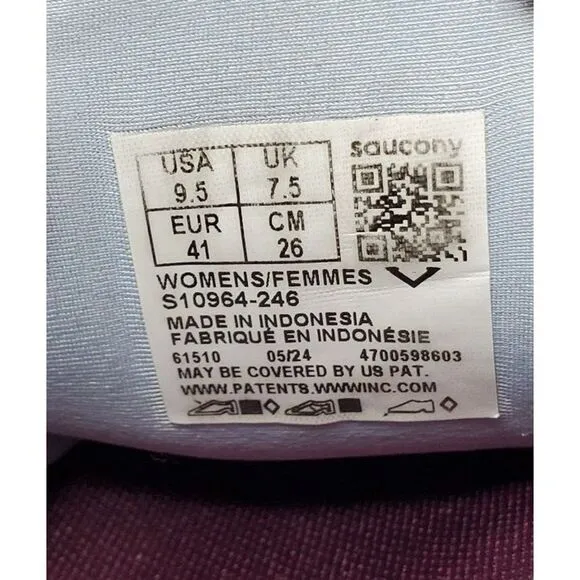 USA 9.5 UK 7.5
EUR 41 CM 26
saucony
WOMENS/FEMMES
S10964-246
MADE IN INDONESIA
FABRIQUÉ EN INDONÉSIE
61510 05/24 4700598603
MAY BE COVERED BY US PAT.
WWW.PATENTS.WWWINC.COM